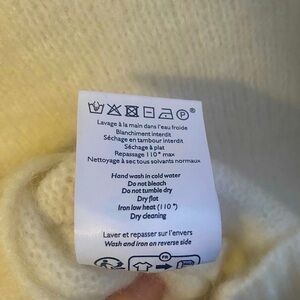 Lavage à la main dans l'eau froide
Blanchiment interdit
Séchage en tambour interdit
Séchage à plat
Repassage 110° max
Nettoyage à sec tous solvants normaux
Hand wash in cold water
Do not bleach
Do not tumble dry
Dry flat
Iron low heat (110°)
Dry cleaning
Laver et repasser sur l'envers
Wash and iron on reverse side
FR